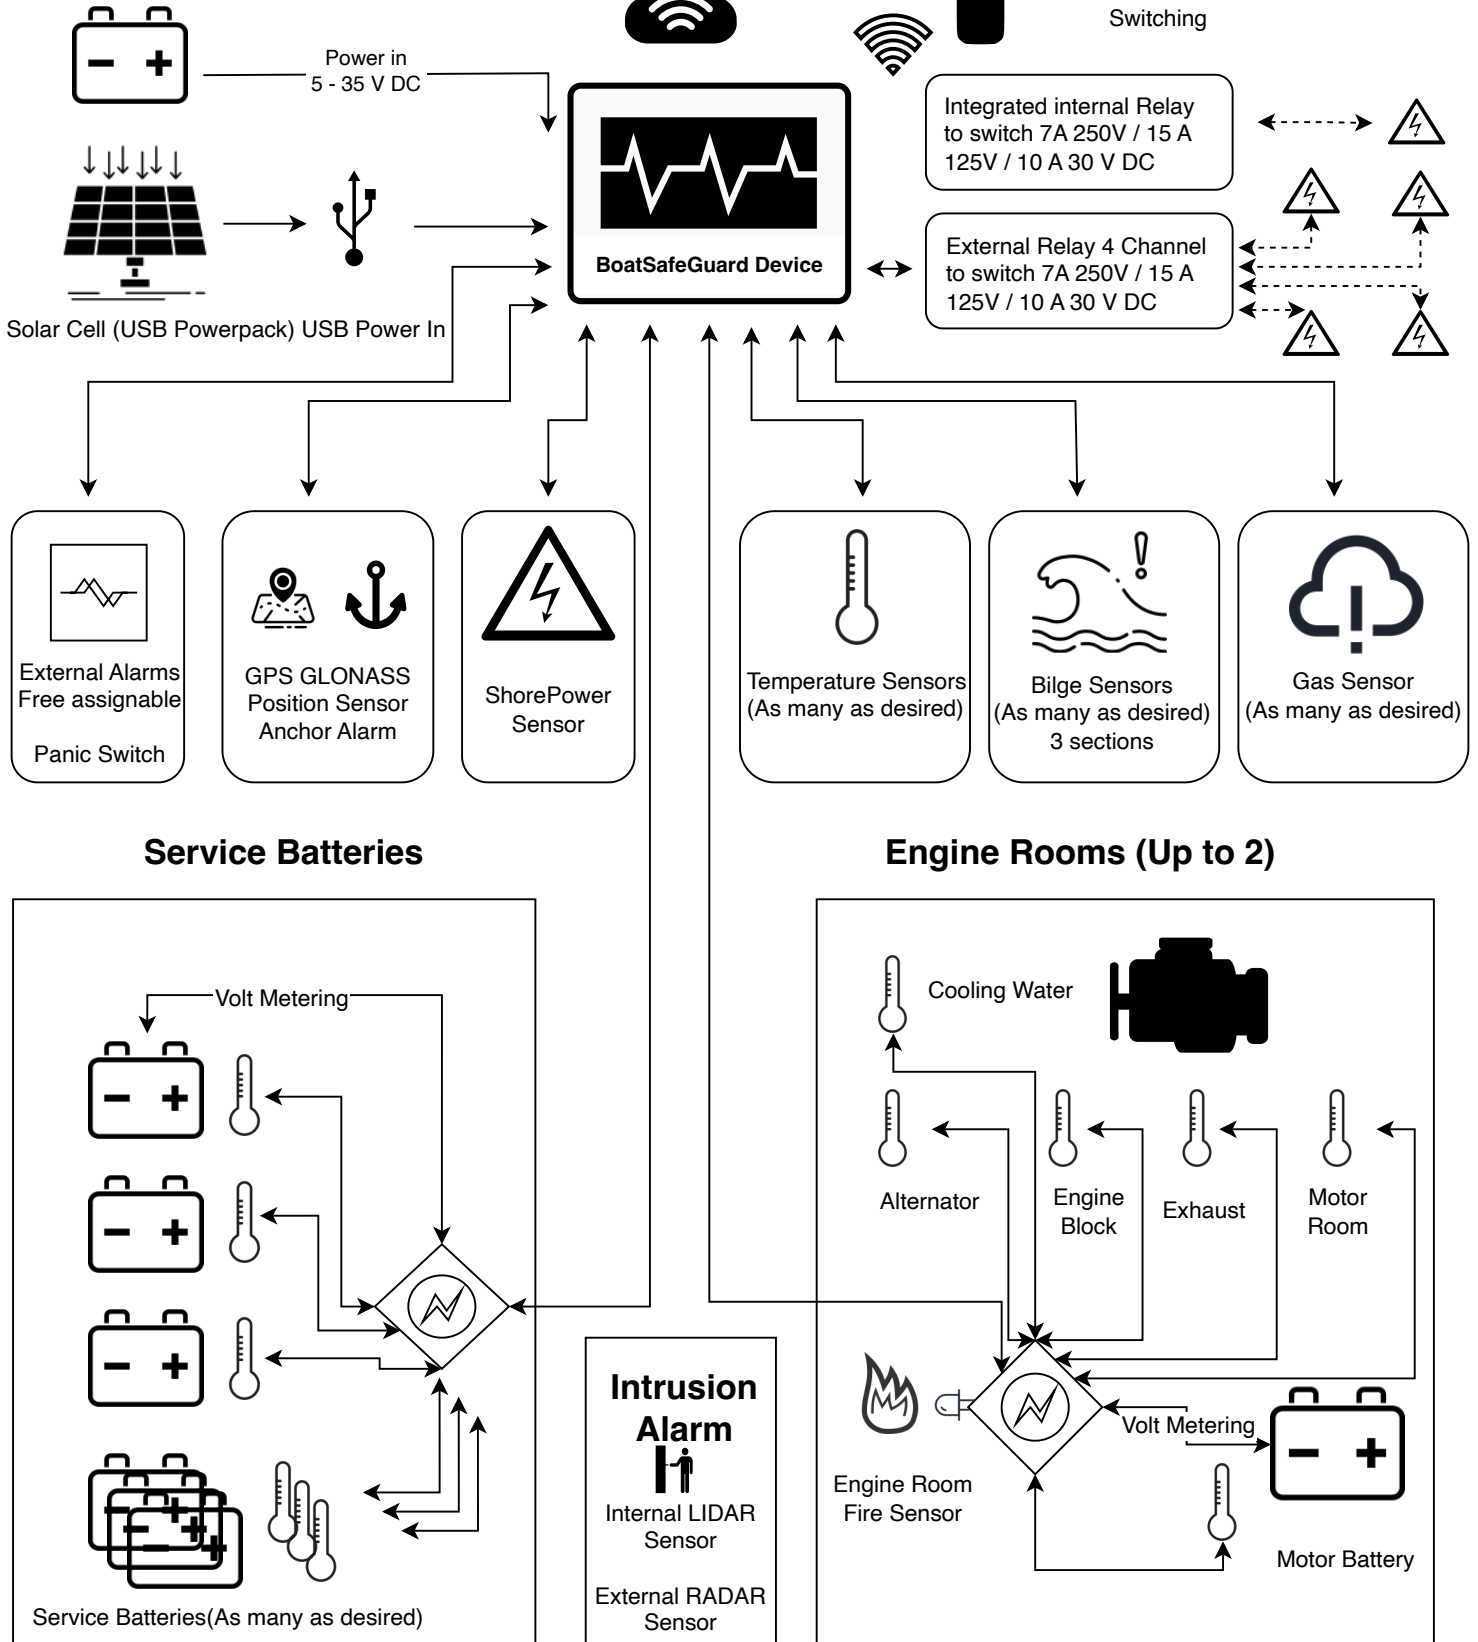 Switching
Power in
5 - 35 V DC
Integrated internal Relay
to switch 7A 250V / 15 A
125V / 10 A 30 V DC
BoatSafeGuard Device
External Relay 4 Channel
to switch 7A 250V / 15 A
125V / 10 A 30 V DC
Solar Cell (USB Powerpack) USB Power In
External Alarms
Free assignable
Panic Switch
GPS GLONASS
Position Sensor
Anchor Alarm
ShorePower
Sensor
Temperature Sensors
(As many as desired)
Bilge Sensors
(As many as desired)
3 sections
Gas Sensor
(As many as desired)
Service Batteries
Engine Rooms (Up to 2)
Volt Metering
Cooling Water
Alternator
Engine
Block
Exhaust
Motor
Room
Intrusion
Alarm
Internal LIDAR
Sensor
External RADAR
Sensor
Volt Metering
Engine Room
Fire Sensor
Motor Battery
Service Batteries(As many as desired)